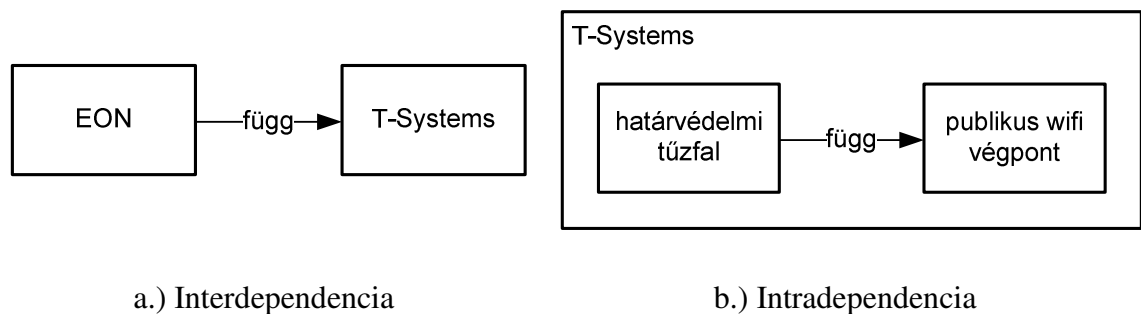 EON
függ
T-Systems
a.) Interdependencia
T-Systems
határvédelmi
tűzfal
függ
publikus wifi
végpont
b.) Intradependencia